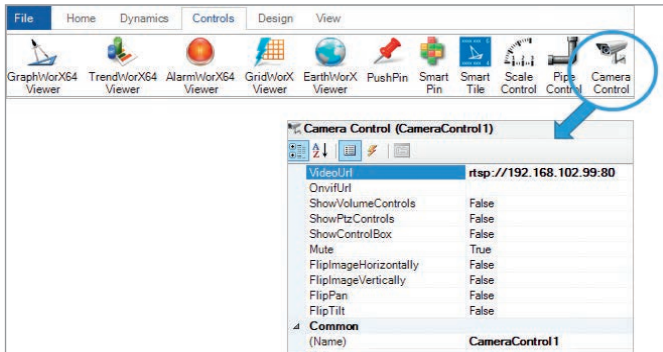 File Home Dynamics Controls Design View
GraphWorX64 TrendWorX64 AlarmWorX64 GridWorX EarthWorX PushPin Smart Smart Scale Pipe Camera
Viewer Viewer Viewer Viewer Viewer Pin Tile Control Control Control
Camera Control (CameraControl1)
VideoUrl rtsp://192.168.102.99:80
OnvifUrl
ShowVolumeControls False
ShowPtzControls False
ShowControlBox False
Mute True
FlipImageHorizontally False
FlipImageVertically False
FlipPan False
FlipTilt False
Common
(Name) CameraControl1